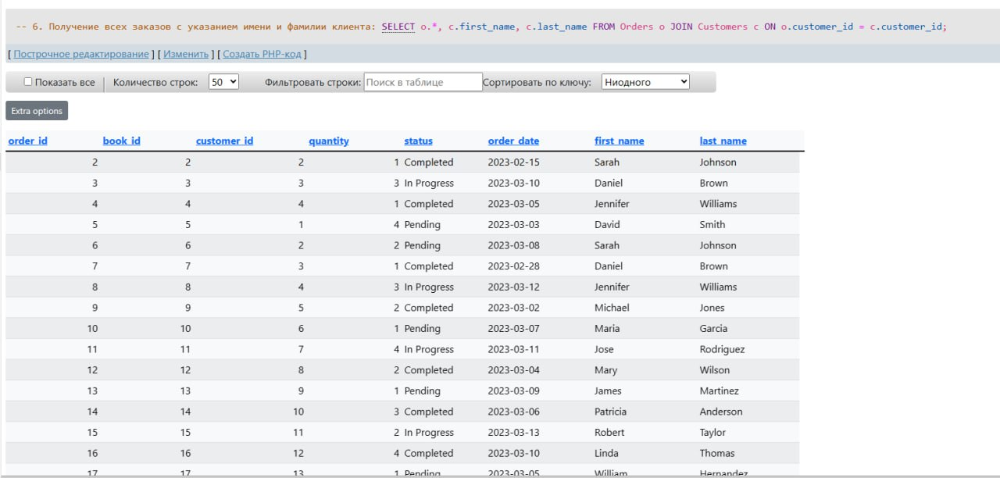 -- 6. Получение всех заказов с указанием имени и фамилии клиента: SELECT o.*, c.first_name, c.last_name FROM Orders o JOIN Customers c ON o.customer_id = c.customer_id;
[ Построчное редактирование ] [ Изменить ] [ Создать PHP-код ]
Показать все Количество строк: 50 Фильтровать строки: Поиск в таблице Сортировать по ключу: Ниодного
Extra options
order_id book_id customer_id quantity status order_date first_name last_name
2 2 2 1 Completed 2023-02-15 Sarah Johnson
3 3 3 3 In Progress 2023-03-10 Daniel Brown
4 4 4 1 Completed 2023-03-05 Jennifer Williams
5 5 1 4 Pending 2023-03-03 David Smith
6 6 2 2 Pending 2023-03-08 Sarah Johnson
7 7 3 1 Completed 2023-02-28 Daniel Brown
8 8 4 3 In Progress 2023-03-12 Jennifer Williams
9 9 5 2 Completed 2023-03-02 Michael Jones
10 10 6 1 Pending 2023-03-07 Maria Garcia
11 11 7 4 In Progress 2023-03-11 Jose Rodriguez
12 12 8 2 Completed 2023-03-04 Mary Wilson
13 13 9 1 Pending 2023-03-09 James Martinez
14 14 10 3 Completed 2023-03-06 Patricia Anderson
15 15 11 2 In Progress 2023-03-13 Robert Taylor
16 16 12 4 Completed 2023-03-10 Linda Thomas
17 17 13 1 Pending 2023-03-05 William Hernandez